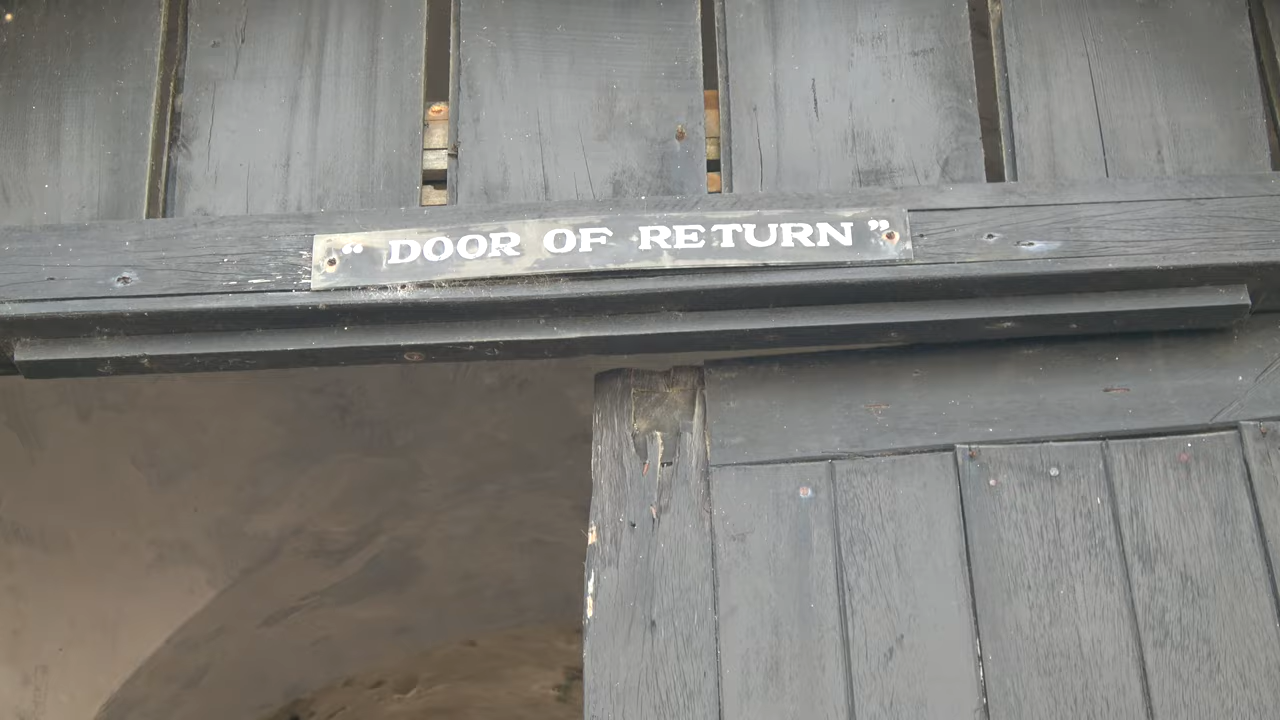 “ DOOR OF RETURN ”